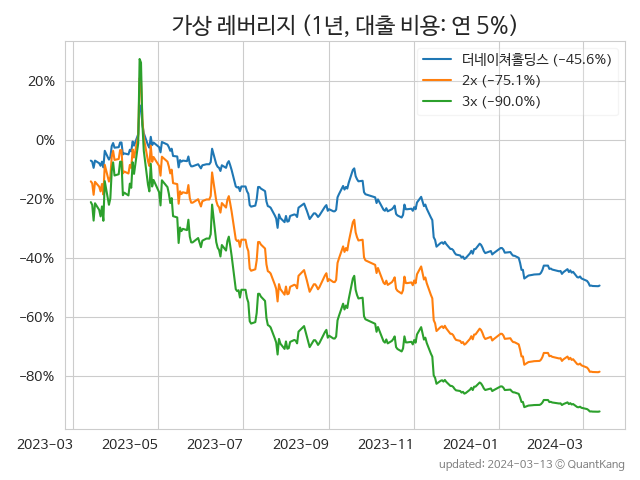 가상 레버리지 (1년, 대출 비용: 연 5%)
더네이쳐홀딩스 (−45.6%)
2x (−75.1%)
3x (−90.0%)
20%
0%
−20%
−40%
−60%
−80%
2023-03 2023-05 2023-07 2023-09 2023-11 2024-01 2024-03
updated: 2024-03-13 © QuantKang